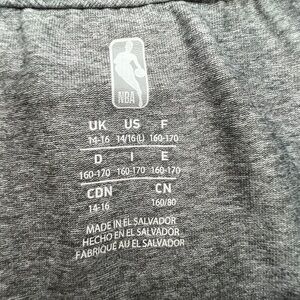 NBA
UK US F
14-16 14/16(L) 160-170
D I E
160-170 160-170 160-170
CDN CN
14-16 160/80
MADE IN EL SALVADOR
HECHO EN EL SALVADOR
FABRIQUÉ AU EL SALVADOR